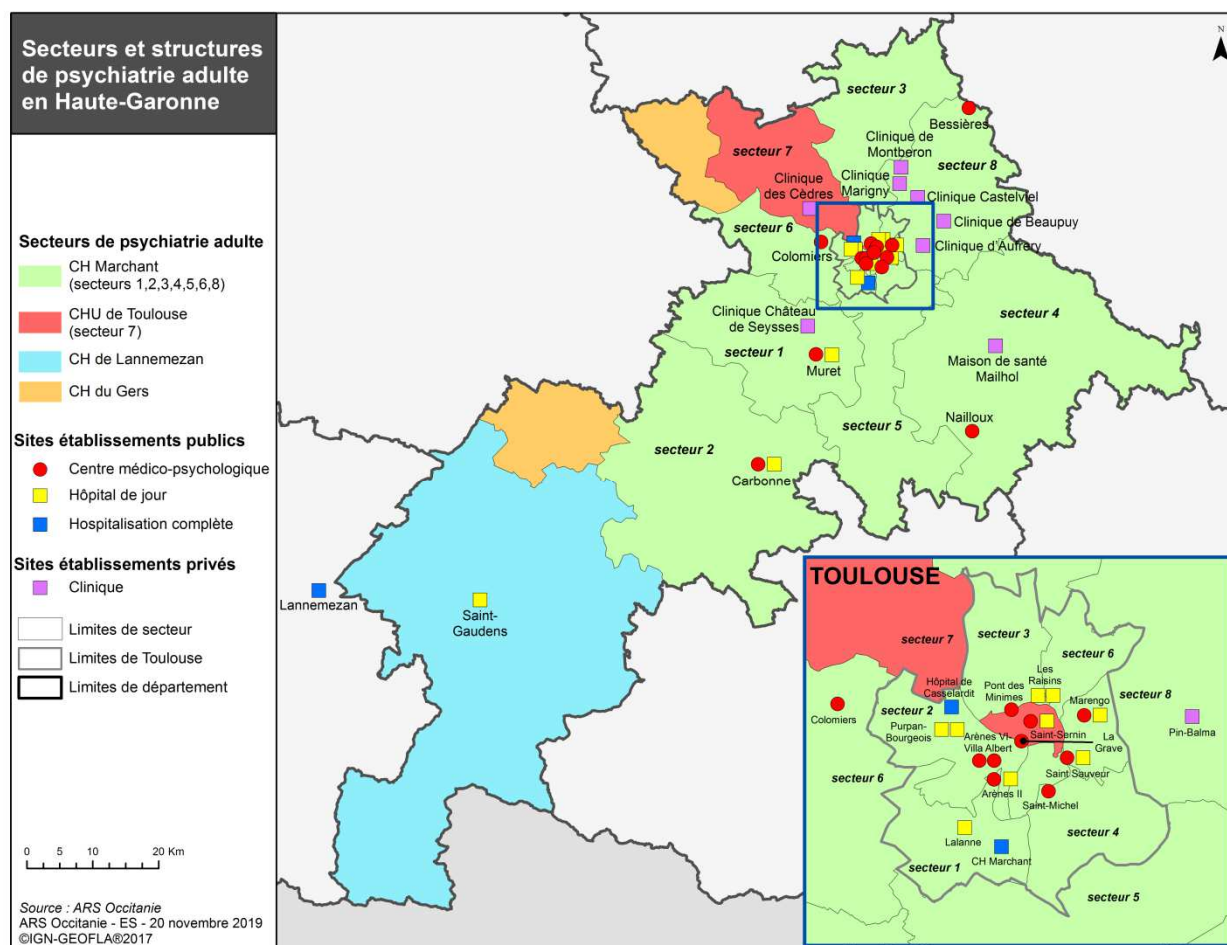 Secteurs et structures
de psychiatrie adulte
en Haute-Garonne
Secteurs de psychiatrie adulte
CH Marchant
(secteurs 1,2,3,4,5,6,8)
CHU de Toulouse
(secteur 7)
CH de Lannemezan
CH du Gers
Sites établissements publics
Centre médico-psychologique
Hôpital de jour
Hospitalisation complète
Sites établissements privés
Clinique
Limites de secteur
Limites de Toulouse
Limites de département
0 5 10 20 Km
Source : ARS Occitanie
ARS Occitanie - ES - 20 novembre 2019
©IGN-GEOFLA®2017
N
secteur 3
Bessières
Clinique de
Montberon
secteur 7
secteur 8
Clinique
des Cèdres
Clinique
Marigny
Clinique Castelviel
Clinique de Beaupuy
secteur 6
Colomiers
Clinique d'Aufrery
Clinique Château
de Seysses
secteur 4
secteur 1
Muret
Maison de santé
Mailhol
Nailloux
secteur 5
secteur 2
Carbonne
Lannemezan
Saint-
Gaudens
TOULOUSE
secteur 7
secteur 3
secteur 6
Les
Raisins
Hôpital de
Casselardit
Pont des
Minimes
Marengo
secteur 8
secteur 2
Colomiers
Purpan-
Bourgeois
Arènes VI-
Villa Albert
Saint-Sernin
La
Grave
Pin-Balma
secteur 6
Saint Sauveur
Arènes II
Saint-Michel
Lalanne
secteur 4
CH Marchant
secteur 1
secteur 5